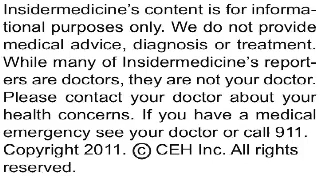 Insidermedicine's content is for informa-
tional purposes only. We do not provide
medical advice, diagnosis or treatment.
While many of Insidermedicine's report-
ers are doctors, they are not your doctor.
Please contact your doctor about your
health concerns. If you have a medical
emergency see your doctor or call 911.
Copyright 2011. © CEH Inc. All rights
reserved.